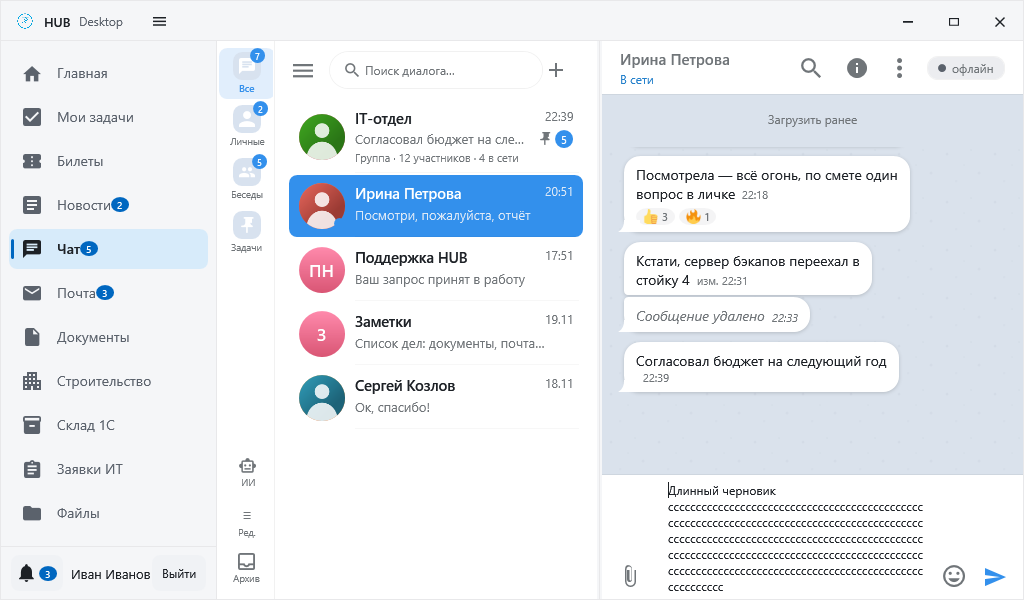 HUB Desktop
Главная
Мои задачи
Билеты
Новости 2
Чат 5
Почта 3
Документы
Строительство
Склад 1С
Заявки ИТ
Файлы
3 Иван Иванов Выйти
7
Все
2
Личные
5
Беседы
Задачи
ИИ
Ред.
Архив
Поиск диалога...
IT-отдел 22:39
Согласовал бюджет на сле... 5
Группа · 12 участников · 4 в сети
Ирина Петрова 20:51
Посмотри, пожалуйста, отчёт
ПН
Поддержка HUB 17:51
Ваш запрос принят в работу
З
Заметки 19.11
Список дел: документы, почта...
Сергей Козлов 18.11
Ок, спасибо!
Ирина Петрова
В сети
офлайн
Загрузить ранее
Посмотрела — всё огонь, по смете один
вопрос в личке 22:18
👍 3 🔥 1
Кстати, сервер бэкапов переехал в
стойку 4 изм. 22:31
Сообщение удалено 22:33
Согласовал бюджет на следующий год
22:39
Длинный черновик
сссссссссссссссссссссссссссссссссссссссссссссс
сссссссссссссссссссссссссссссссссссссссссссссс
сссссссссссссссссссссссссссссссссссссссссссссс
сссссссссссссссссссссссссссссссссссссссссссссс
сссссссссссссссссссссссссссссссссссссссссссссс
сссссссссс